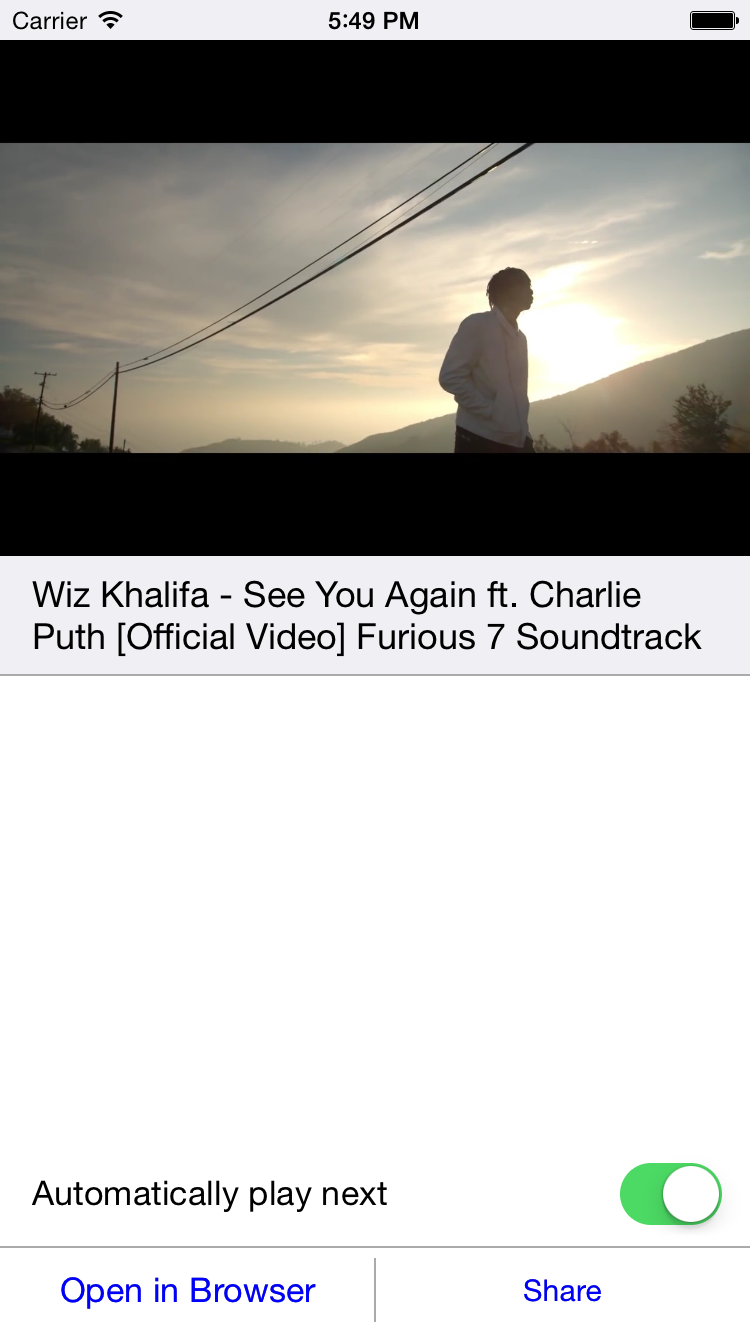 Carrier 5:49 PM
Wiz Khalifa - See You Again ft. Charlie
Puth [Official Video] Furious 7 Soundtrack
Automatically play next
Open in Browser Share